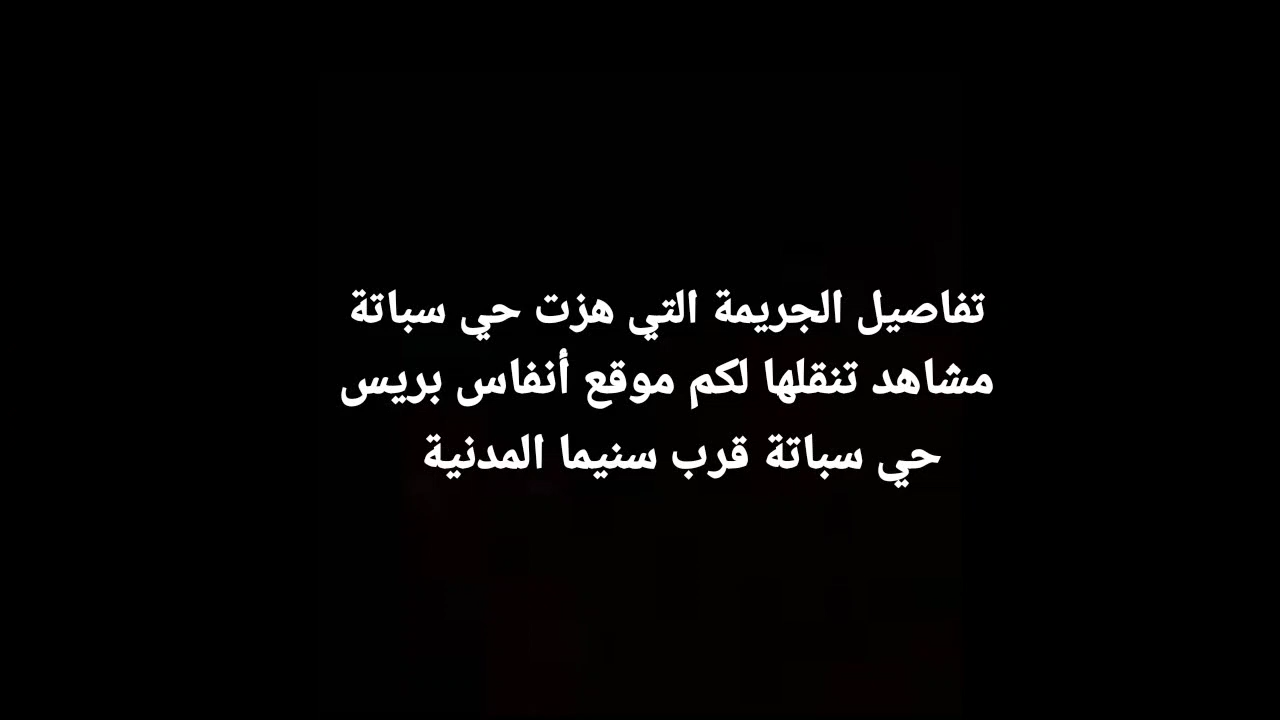 تفاصيل الجريمة التي هزت حي سباتة
مشاهد تنقلها لكم موقع أنفاس بريس
حي سباتة قرب سنيما المدنية